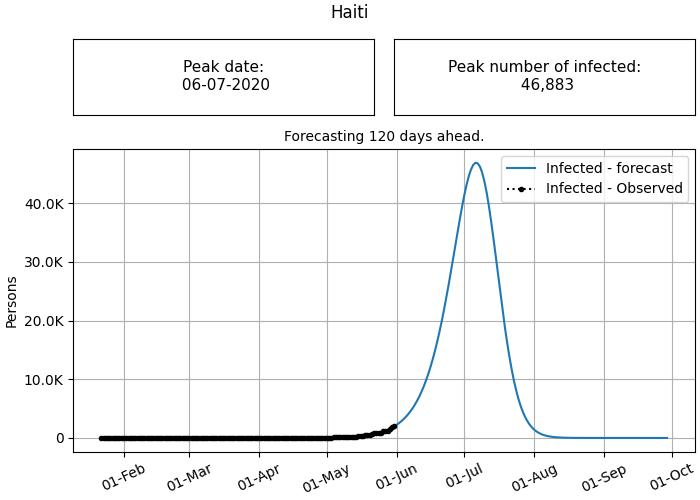 Haiti
Peak date:
06-07-2020
Peak number of infected:
46,883
Forecasting 120 days ahead.
Infected - forecast
Infected - Observed
40.0K
30.0K
20.0K
10.0K
0
Persons
01-Feb
01-Mar
01-Apr
01-May
01-Jun
01-Jul
01-Aug
01-Sep
01-Oct